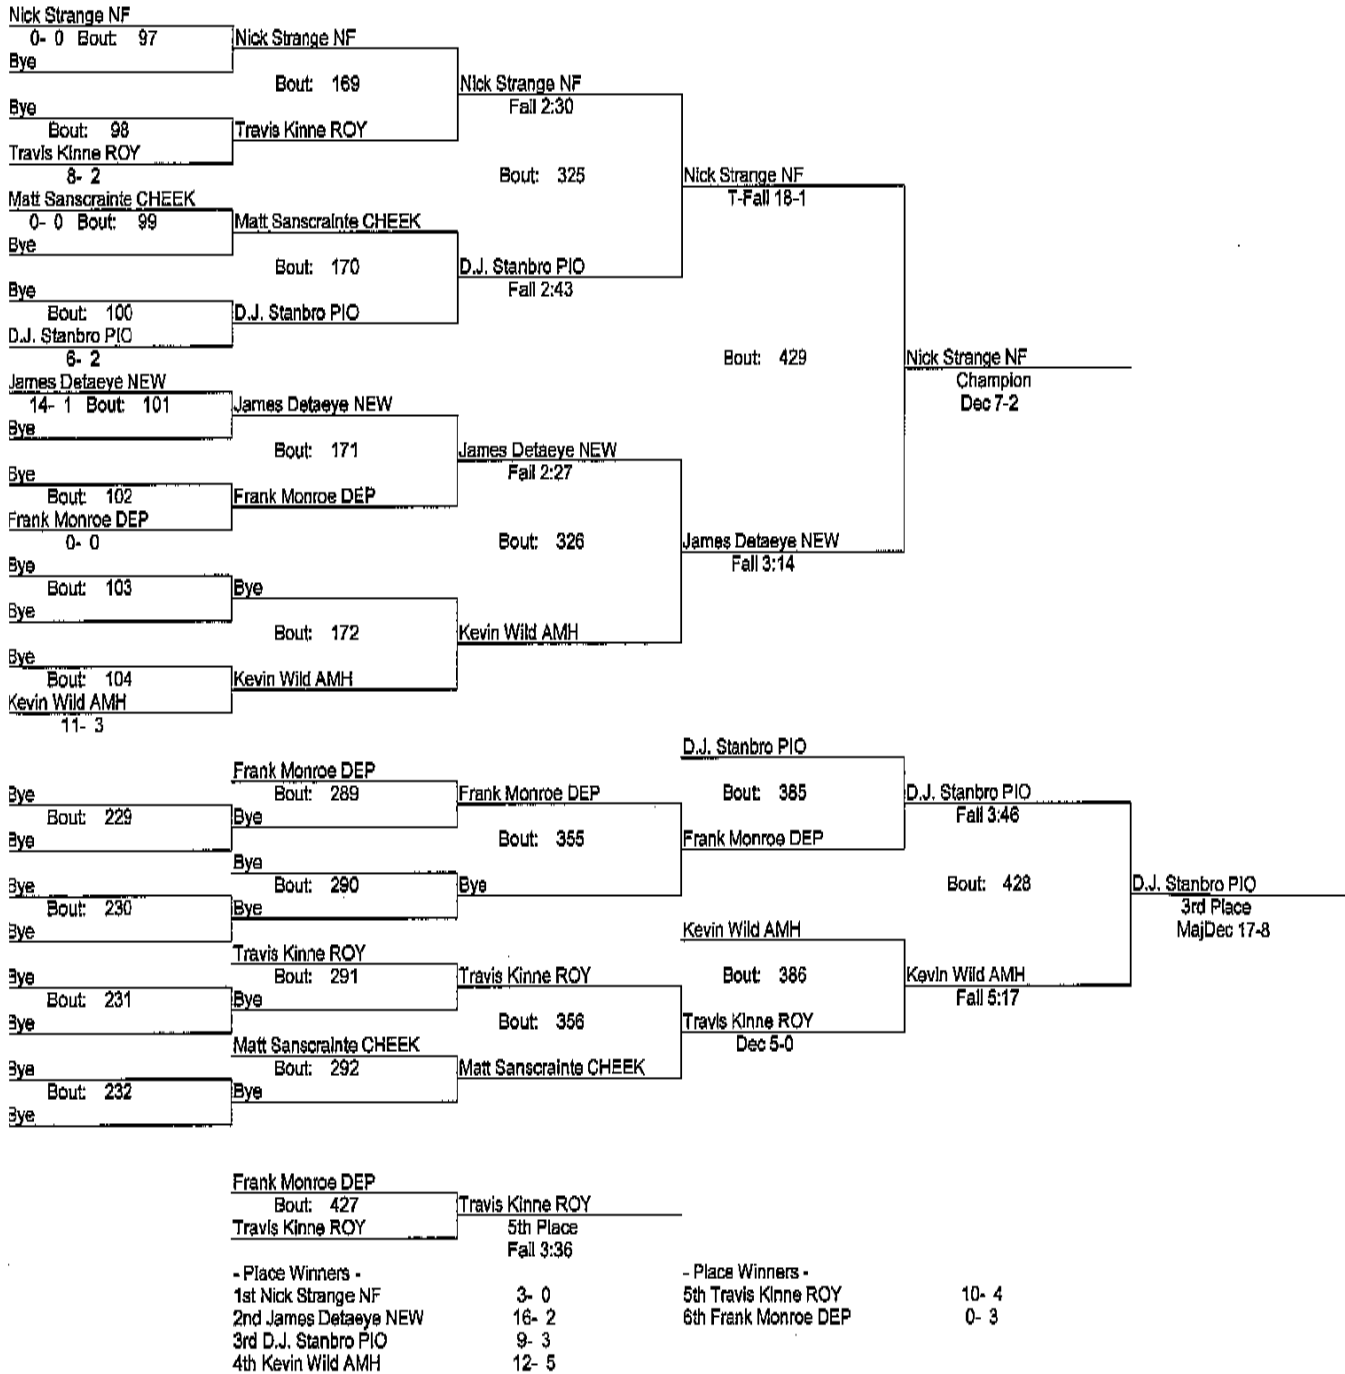 Nick Strange NF
0- 0 Bout: 97
Bye
Nick Strange NF
Bout: 169
Bye
Bout: 98
Travis Kinne ROY
8- 2
Travis Kinne ROY
Nick Strange NF
Fall 2:30
Bout: 325
Matt Sanscrainte CHEEK
0- 0 Bout: 99
Bye
Matt Sanscrainte CHEEK
Bout: 170
Bye
Bout: 100
D.J. Stanbro PIO
6- 2
D.J. Stanbro PIO
D.J. Stanbro PIO
Fall 2:43
Nick Strange NF
T-Fall 18-1
Bout: 429
Nick Strange NF
Champion
Dec 7-2
James Detaeye NEW
14- 1 Bout: 101
Bye
James Detaeye NEW
Bout: 171
Bye
Bout: 102
Frank Monroe DEP
0- 0
Frank Monroe DEP
James Detaeye NEW
Fall 2:27
Bout: 326
James Detaeye NEW
Fall 3:14
Bye
Bout: 103
Bye
Bye
Bout: 172
Bye
Bout: 104
Kevin Wild AMH
11- 3
Kevin Wild AMH
Kevin Wild AMH
Bye
Bout: 229
Bye
Frank Monroe DEP
Bout: 289
Bye
Frank Monroe DEP
Bout: 355
Bye
Bout: 230
Bye
Bye
Bout: 290
Bye
Bye
D.J. Stanbro PIO
Bout: 385
Frank Monroe DEP
D.J. Stanbro PIO
Fall 3:46
Bout: 428
D.J. Stanbro PIO
3rd Place
MajDec 17-8
Bye
Bout: 231
Bye
Travis Kinne ROY
Bout: 291
Bye
Travis Kinne ROY
Bout: 356
Bye
Bout: 232
Bye
Matt Sanscrainte CHEEK
Bout: 292
Bye
Matt Sanscrainte CHEEK
Kevin Wild AMH
Bout: 386
Travis Kinne ROY
Dec 5-0
Kevin Wild AMH
Fall 5:17
Frank Monroe DEP
Bout: 427
Travis Kinne ROY
Travis Kinne ROY
5th Place
Fall 3:36
- Place Winners -
1st Nick Strange NF 3- 0
2nd James Detaeye NEW 16- 2
3rd D.J. Stanbro PIO 9- 3
4th Kevin Wild AMH 12- 5
- Place Winners -
5th Travis Kinne ROY 10- 4
6th Frank Monroe DEP 0- 3